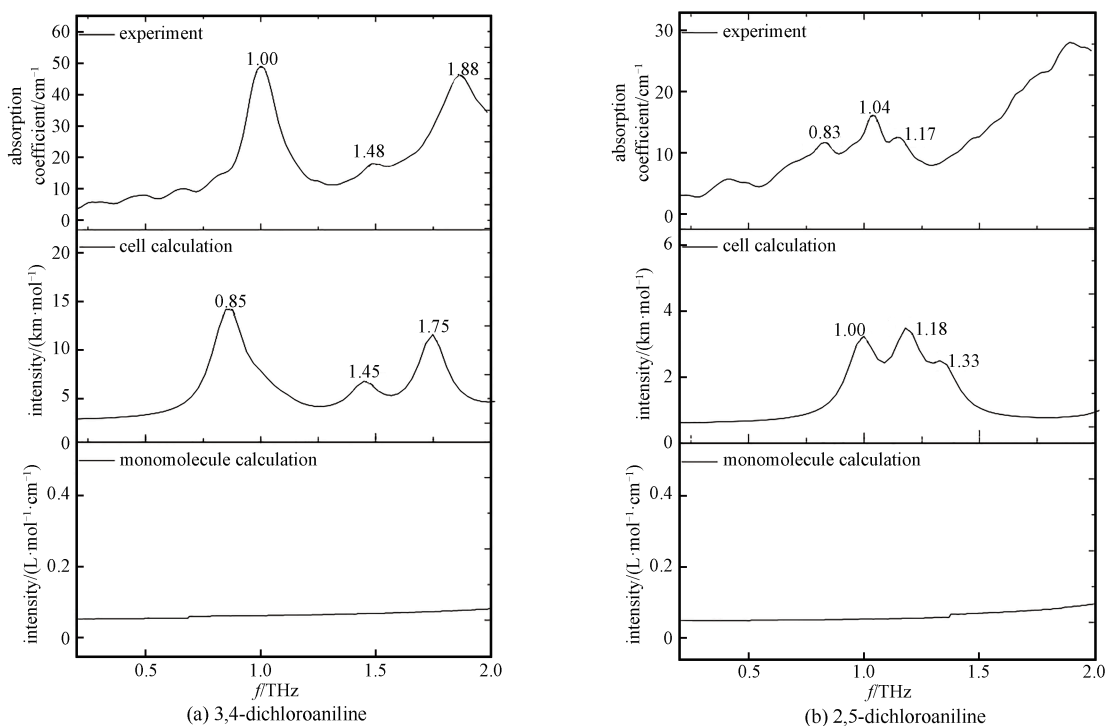 60
50
40
30
20
10
0
absorption
coefficient/cm⁻¹
experiment
1.00
1.48
1.88
20
15
10
5
0
intensity/(km·mol⁻¹)
cell calculation
0.85
1.45
1.75
0.4
0.2
0
intensity/(L·mol⁻¹·cm⁻¹)
monomolecule calculation
0.5 1.0 1.5 2.0
f/THz
(a) 3,4-dichloroaniline
30
20
10
0
absorption
coefficient/cm⁻¹
experiment
0.83
1.04
1.17
6
4
2
0
intensity/(km·mol⁻¹)
cell calculation
1.00
1.18
1.33
0.4
0.2
0
intensity/(L·mol⁻¹·cm⁻¹)
monomolecule calculation
0.5 1.0 1.5 2.0
f/THz
(b) 2,5-dichloroaniline